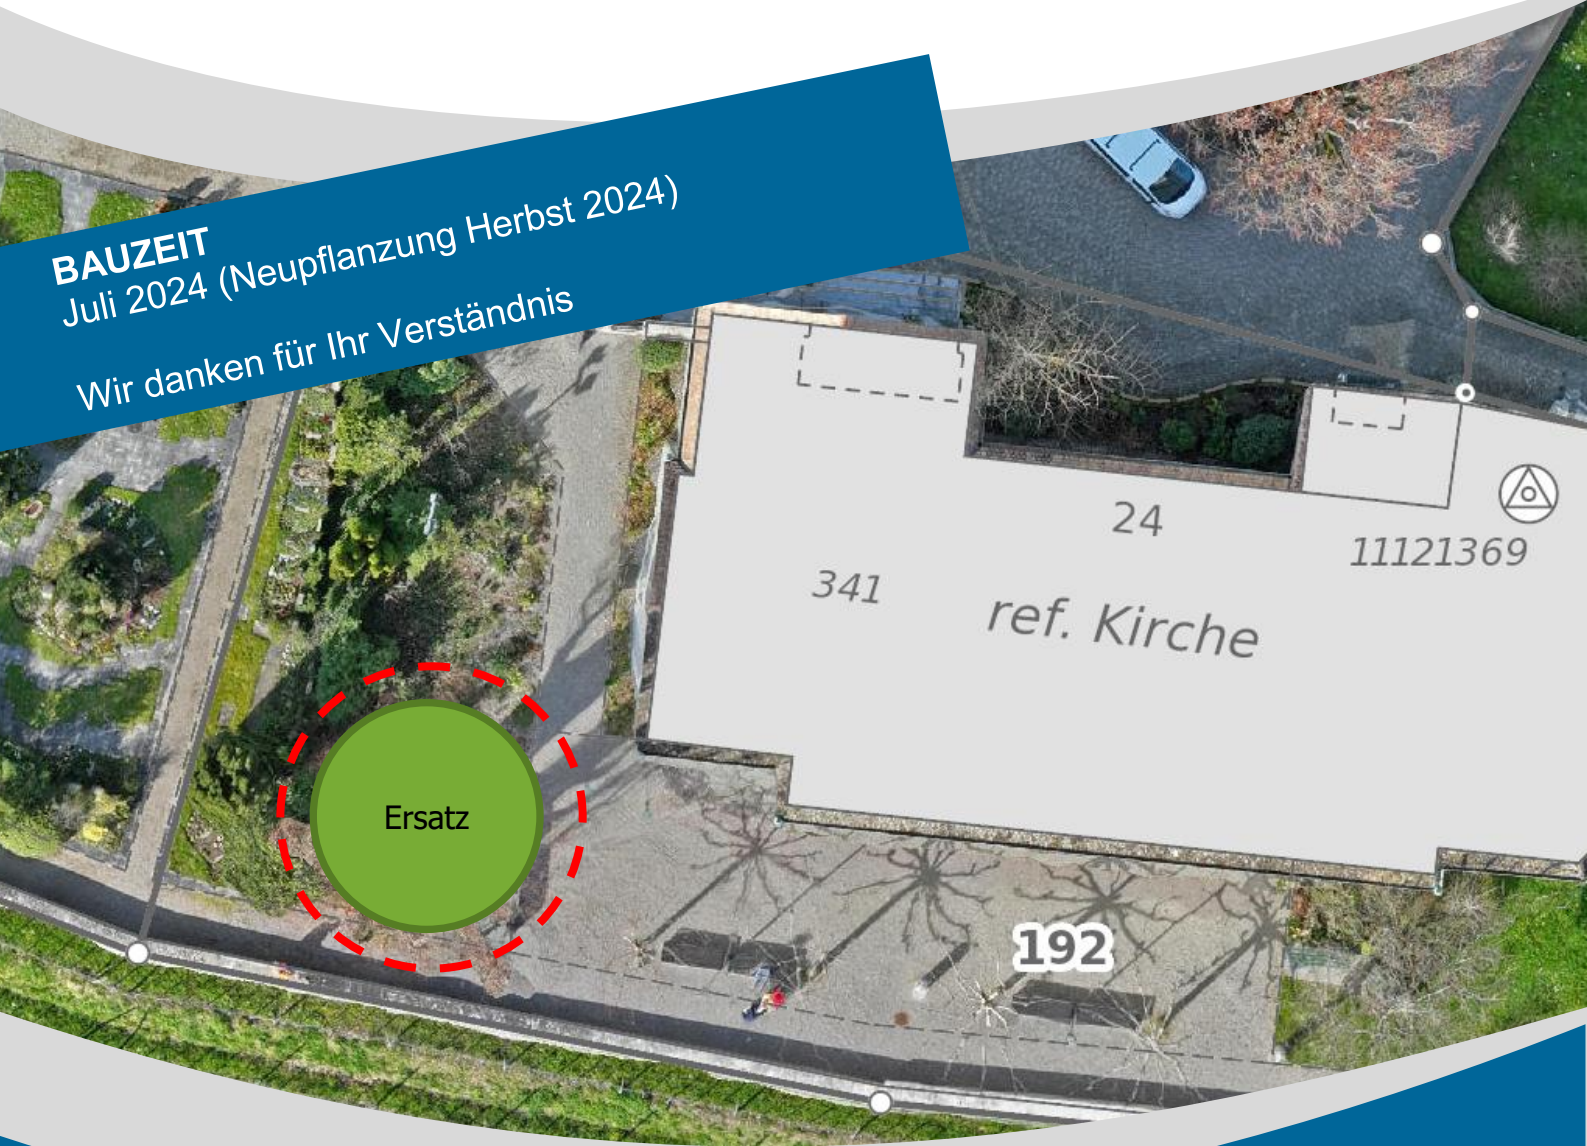 BAUZEIT
Juli 2024 (Neupflanzung Herbst 2024)
Wir danken für Ihr Verständnis
24
11121369
341
ref. Kirche
Ersatz
192